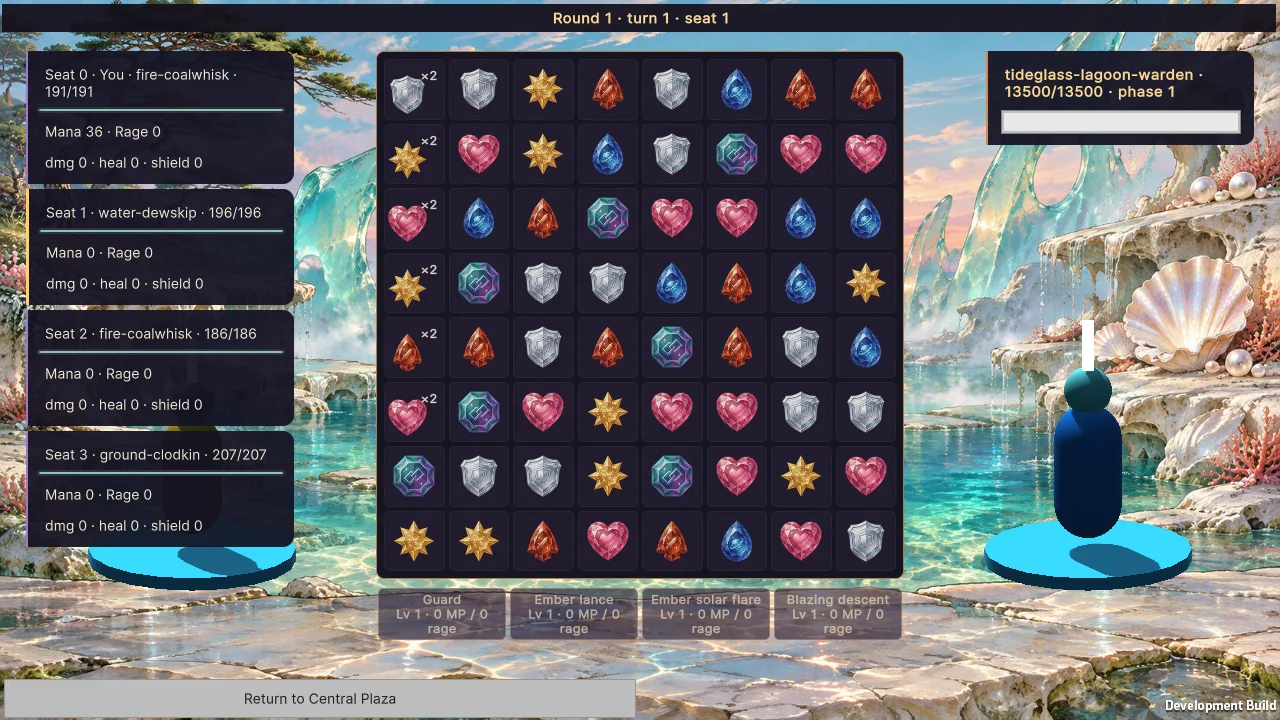 Round 1 · turn 1 · seat 1
Seat 0 · You · fire-coalwhisk ·
191/191
Mana 36 · Rage 0
dmg 0 · heal 0 · shield 0
Seat 1 · water-dewskip · 196/196
Mana 0 · Rage 0
dmg 0 · heal 0 · shield 0
Seat 2 · fire-coalwhisk · 186/186
Mana 0 · Rage 0
dmg 0 · heal 0 · shield 0
Seat 3 · ground-clodkin · 207/207
Mana 0 · Rage 0
dmg 0 · heal 0 · shield 0
×2
×2
×2
×2
×2
×2
tideglass-lagoon-warden ·
13500/13500 · phase 1
Guard
Lv 1 · 0 MP / 0
rage
Ember lance
Lv 1 · 0 MP / 0
rage
Ember solar flare
Lv 1 · 0 MP / 0
rage
Blazing descent
Lv 1 · 0 MP / 0
rage
Return to Central Plaza
Development Build